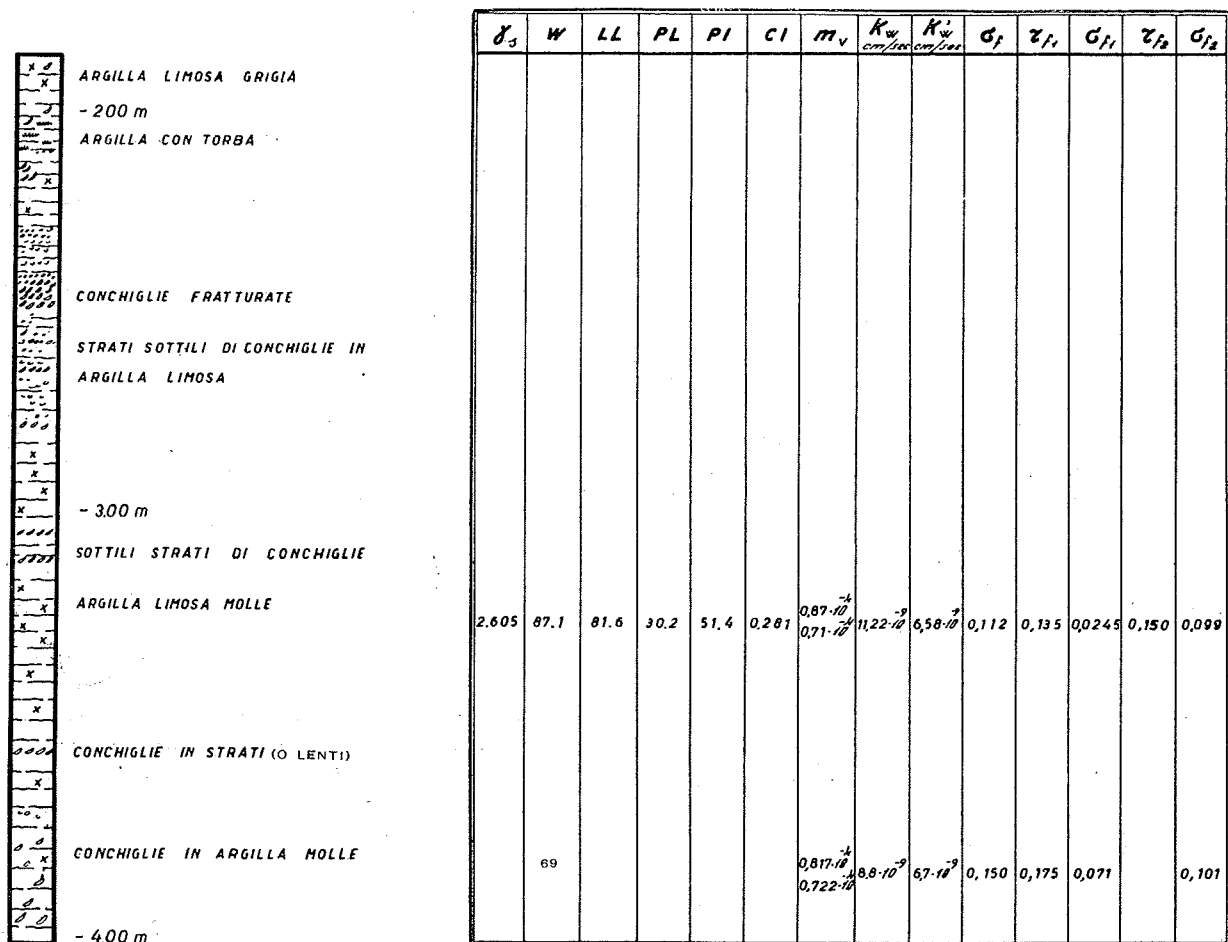 γs W LL PL PI CI mv Kw cm/sec K'w cm/sec σf τf1 σf1 τf2 σf2
ARGILLA LIMOSA GRIGIA
- 200 m
ARGILLA CON TORBA
CONCHIGLIE FRATTURATE
STRATI SOTTILI DI CONCHIGLIE IN
ARGILLA LIMOSA
- 3.00 m
SOTTILI STRATI DI CONCHIGLIE
ARGILLA LIMOSA MOLLE
2.605 87.1 81.6 30.2 51.4 0,281 0,87·10⁻⁴ 0,71·10⁻⁴ 11,22·10⁻⁹ 6,58·10⁻⁹ 0,112 0,135 0,0245 0,150 0,099
CONCHIGLIE IN STRATI (O LENTI)
CONCHIGLIE IN ARGILLA MOLLE
69 0,817·10⁻⁴ 0,722·10⁻⁴ 8,8·10⁻⁹ 6,7·10⁻⁹ 0,150 0,175 0,071 0,101
- 400 m